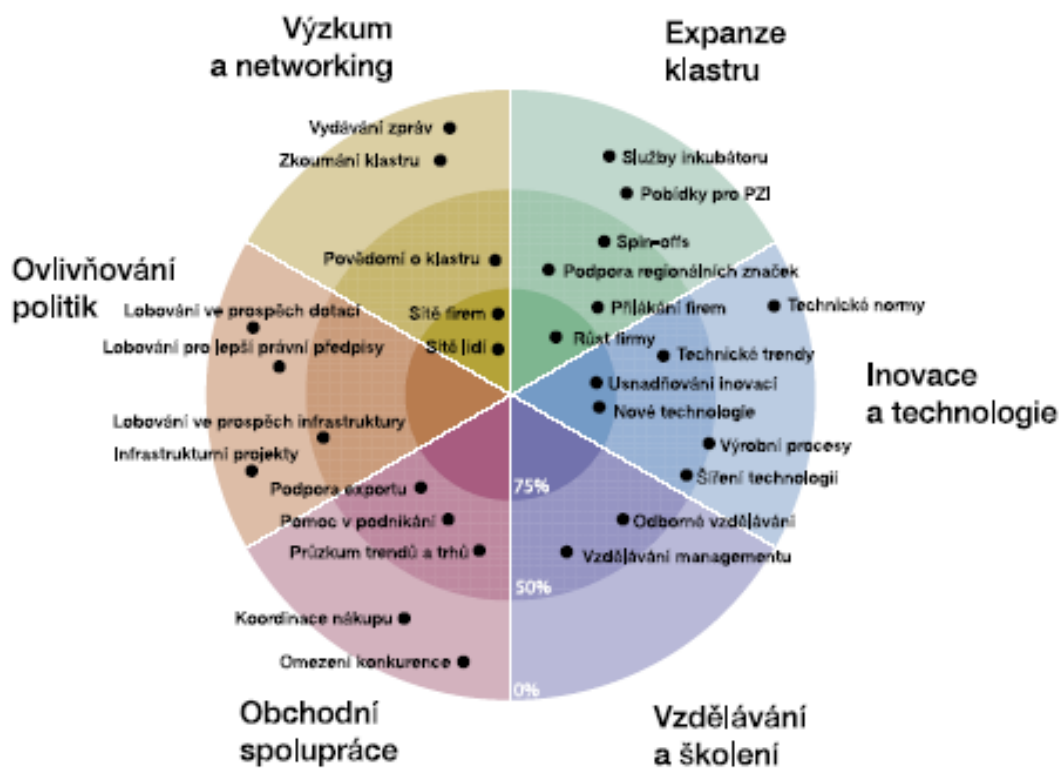 Výzkum
a networking
Expanze
klastru
Vydávání zpráv
Zkoumání klastru
Povědomí o klastru
Sítě firem
Sítě lidí
Služby inkubátoru
Pobídky pro PZI
Spin-offs
Podpora regionálních značek
Přilákání firem
Růst firmy
Ovlivňování
politik
Lobování ve prospěch dotací
Lobování pro lepší právní předpisy
Lobování ve prospěch infrastruktury
Infrastrukturní projekty
Technické normy
Technické trendy
Usnadňování inovací
Nové technologie
Výrobní procesy
Šíření technologií
Inovace
a technologie
Podpora exportu
Pomoc v podnikání
Průzkum trendů a trhů
Koordinace nákupu
Omezení konkurence
75%
50%
0%
Odborné vzdělávání
Vzdělávání managementu
Obchodní
spolupráce
Vzdělávání
a školení